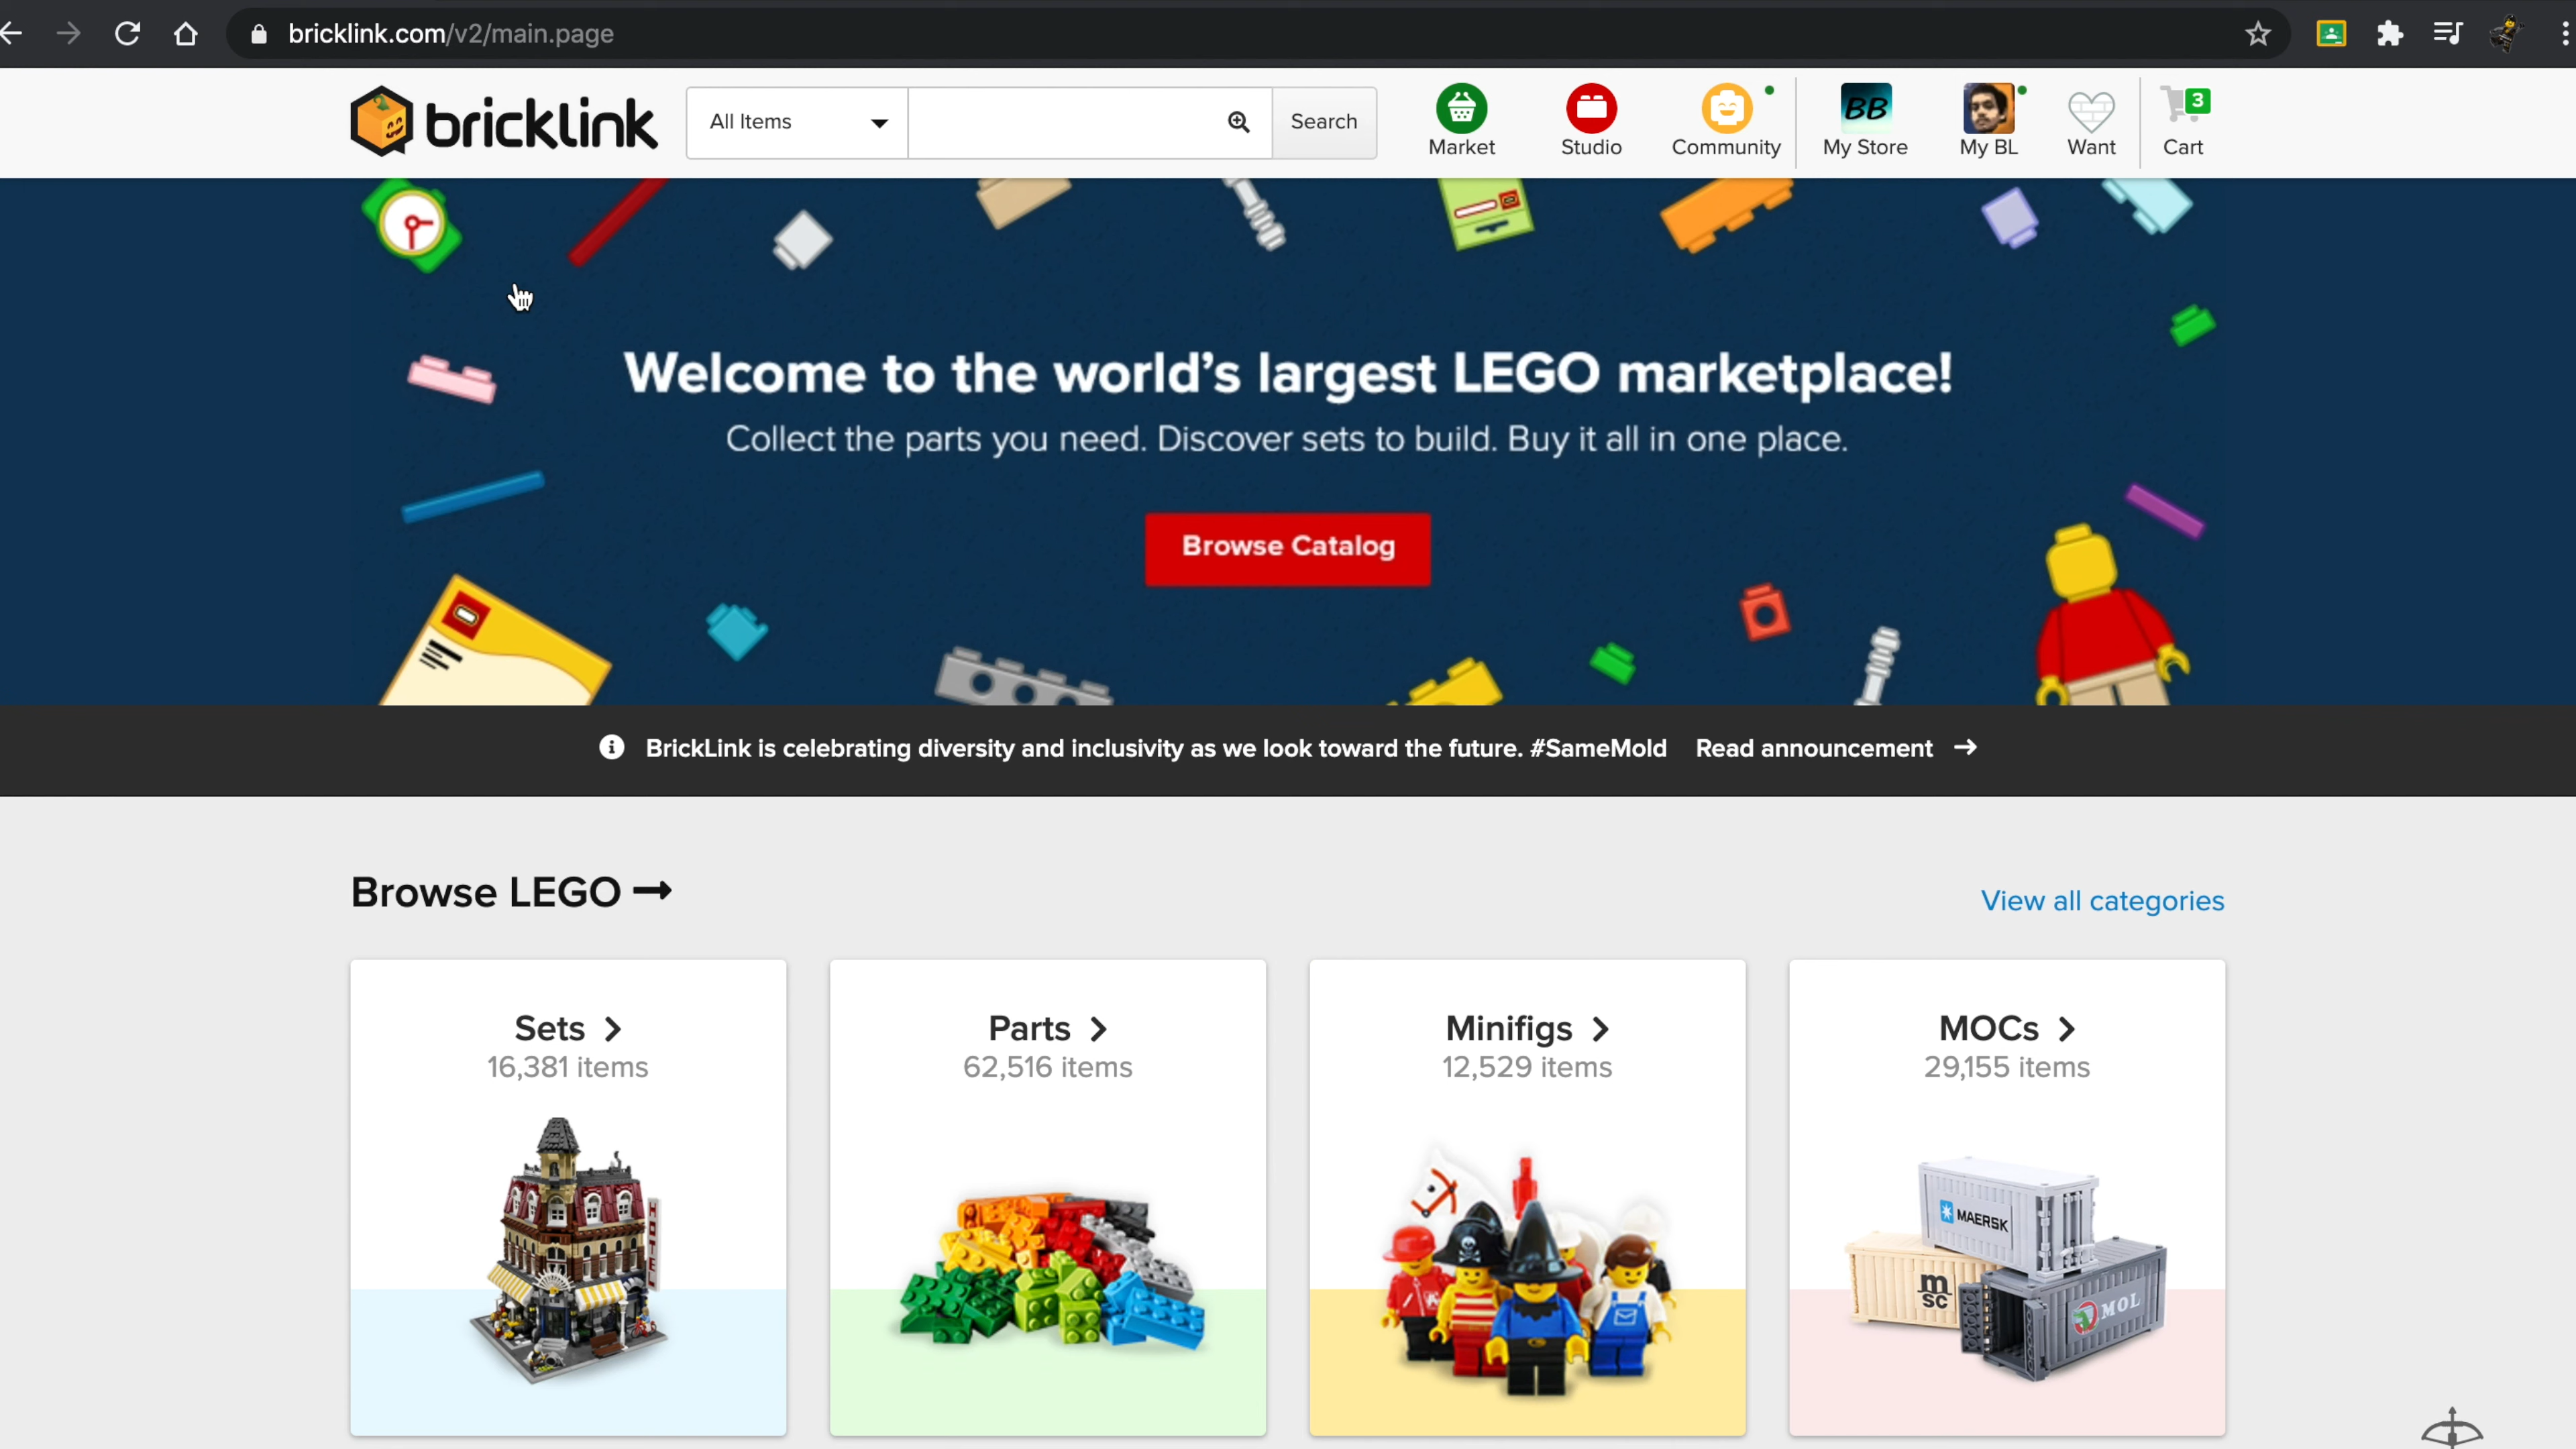 bricklink.com/v2/main.page
bricklink
All Items
Search
Market
Studio
Community
BB
My Store
My BL
Want
3
Cart
Welcome to the world's largest LEGO marketplace!
Collect the parts you need. Discover sets to build. Buy it all in one place.
Browse Catalog
BrickLink is celebrating diversity and inclusivity as we look toward the future. #SameMold Read announcement →
Browse LEGO →
View all categories
Sets >
16,381 items
Parts >
62,516 items
Minifigs >
12,529 items
MOCs >
29,155 items
HOTEL
MAERSK
m
sc
MOL